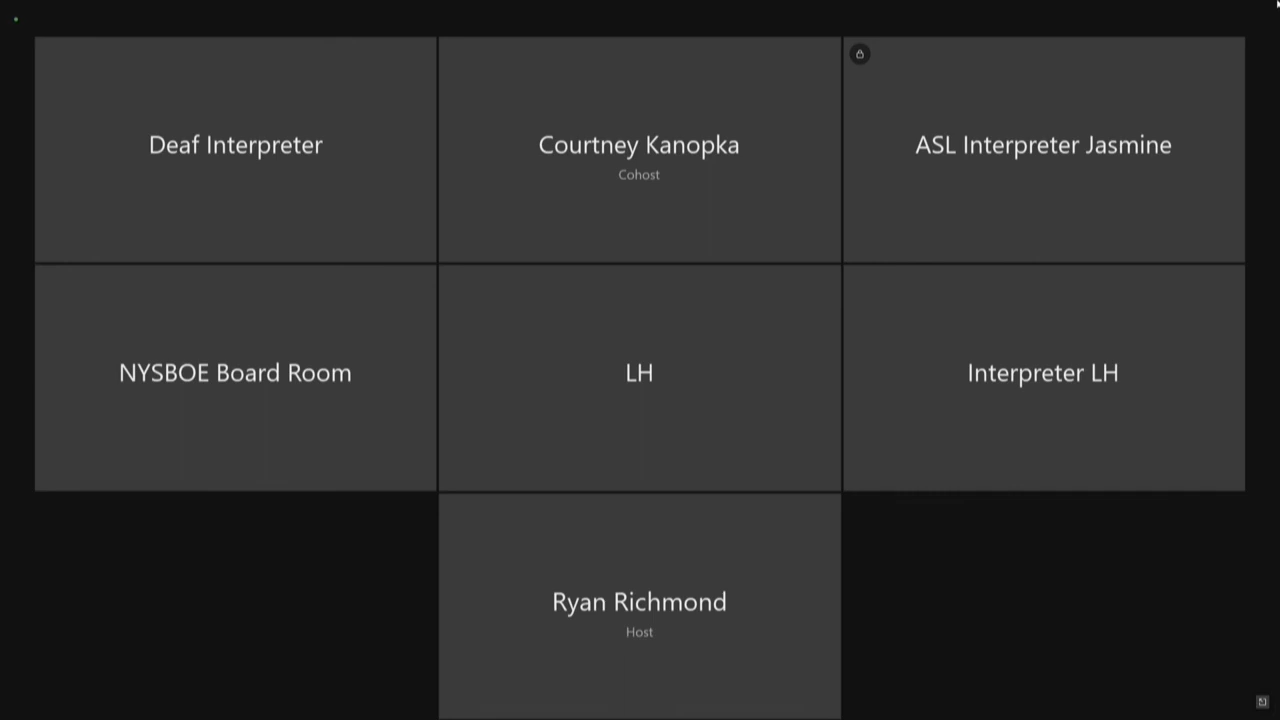 Deaf Interpreter
Courtney Kanopka
Cohost
ASL Interpreter Jasmine
NYSBOE Board Room
LH
Interpreter LH
Ryan Richmond
Host